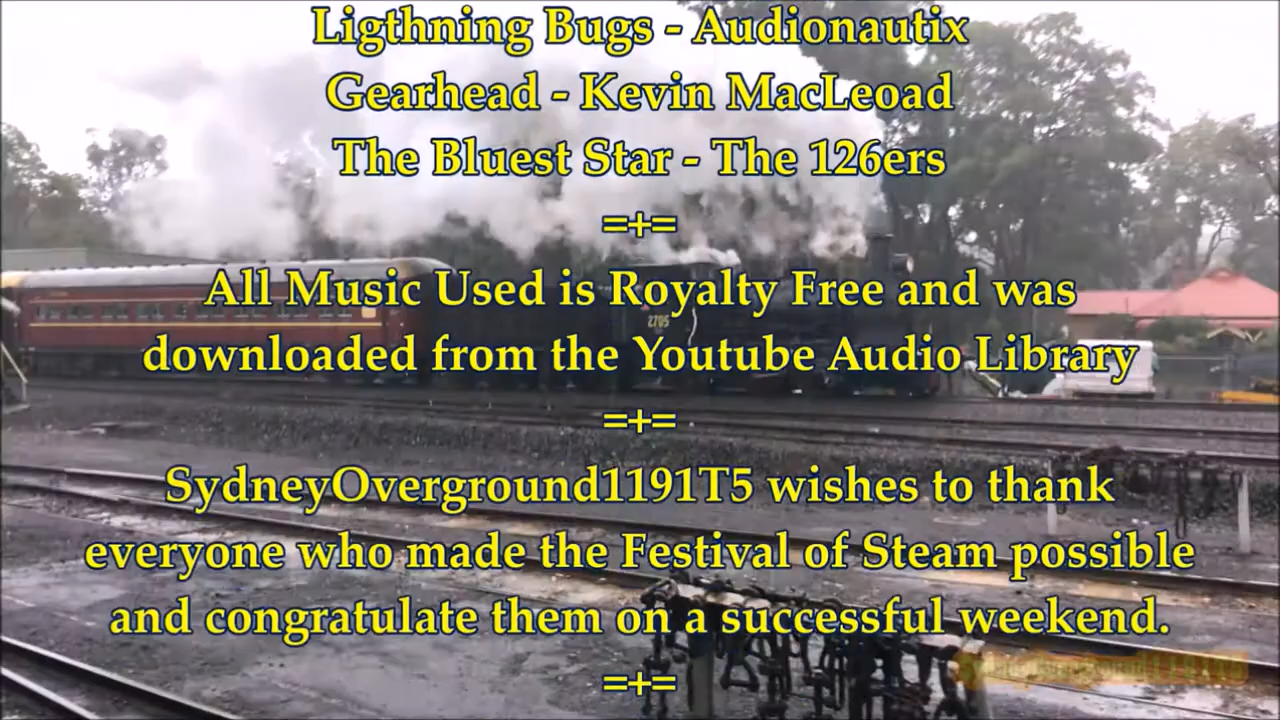 Ligthning Bugs - Audionautix
Gearhead - Kevin MacLeoad
The Bluest Star - The 126ers
=+=
All Music Used is Royalty Free and was
2705
downloaded from the Youtube Audio Library
=+=
SydneyOverground1191T5 wishes to thank
everyone who made the Festival of Steam possible
and congratulate them on a successful weekend.
=+=